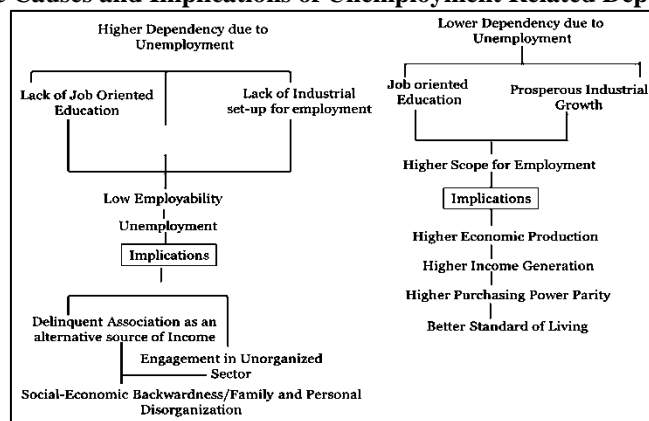 Causes and Implications of Unemployment Related Dep
Higher Dependency due to
Unemployment
Lack of Job Oriented
Education
Lack of Industrial
set-up for employment
Low Employability
Unemployment
Implications
Delinquent Association as an
alternative source of Income
Engagement in Unorganized
Sector
Social-Economic Backwardness/Family and Personal
Disorganization
Lower Dependency due to
Unemployment
Job oriented
Education
Prosperous Industrial
Growth
Higher Scope for Employment
Implications
Higher Economic Production
Higher Income Generation
Higher Purchasing Power Parity
Better Standard of Living